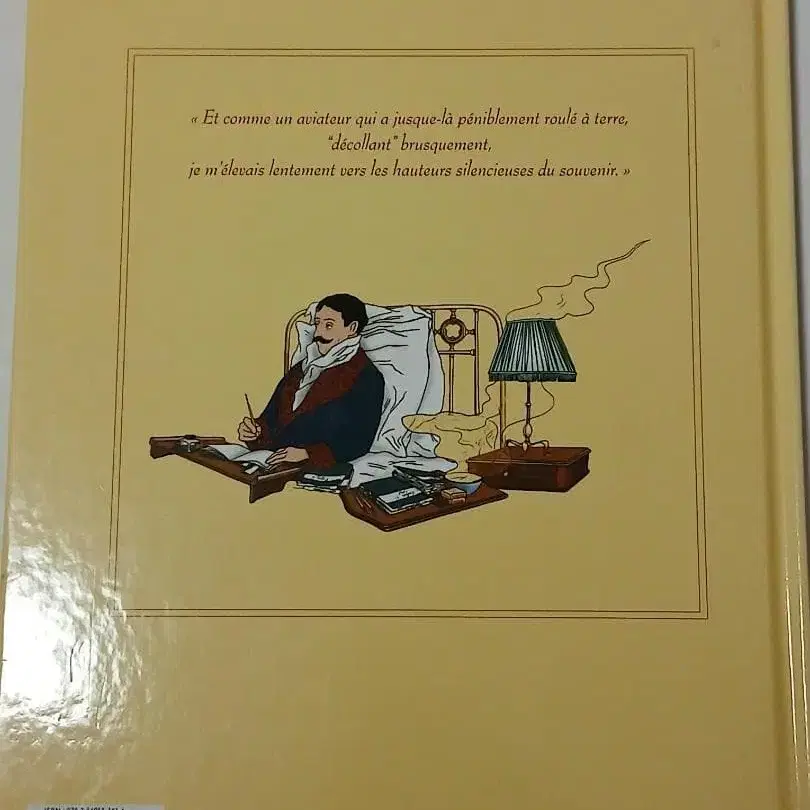 « Et comme un aviateur qui a jusque-là péniblement roulé à terre,
"décollant" brusquement,
je m'élevais lentement vers les hauteurs silencieuses du souvenir. »